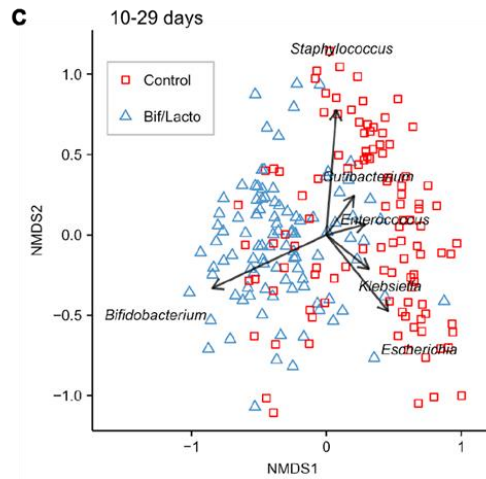 C
10-29 days
Staphylococcus
1.0
Control
Bif/Lacto
0.5
Curibacterium
Enterococcus
NMDS2
0.0
Klebsiella
Bifidobacterium
−0.5
Escherichia
−1.0
−1
0
1
NMDS1